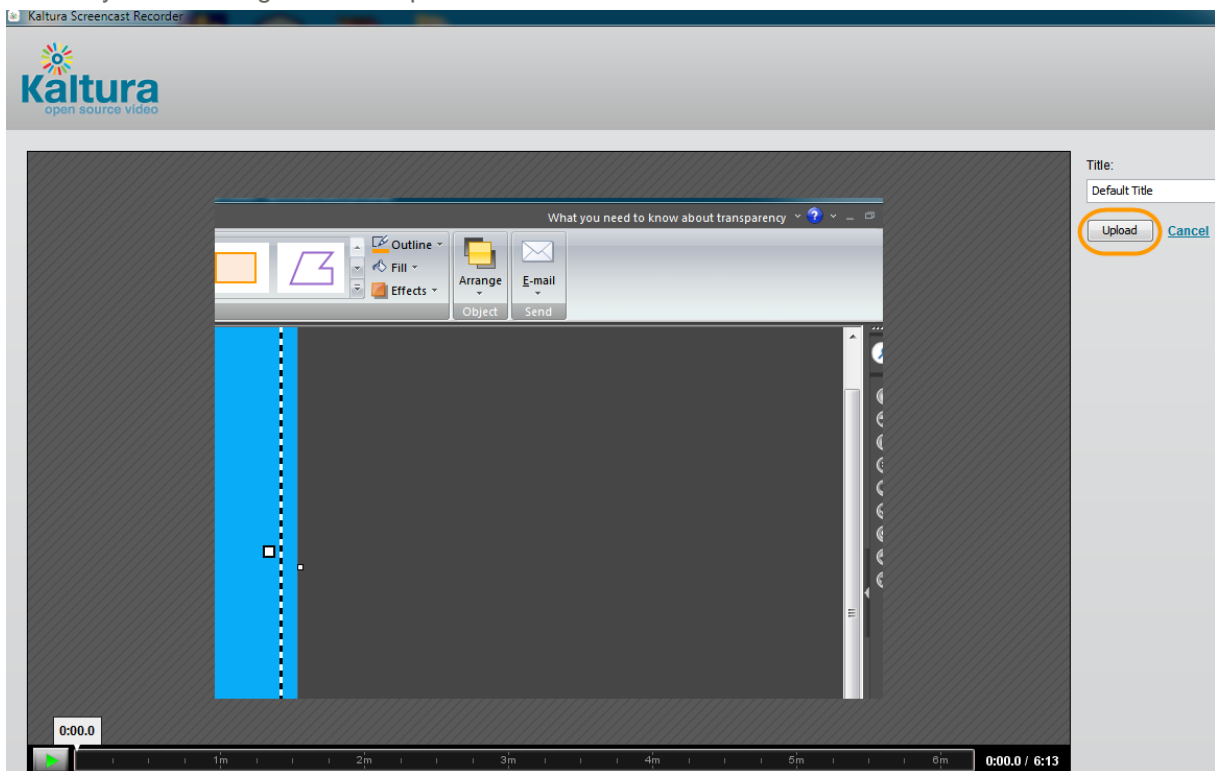 Kaltura Screencast Recorder
Kaltura
open source video
Title:
Default Title
Upload Cancel
What you need to know about transparency
Outline
Fill
Effects
Arrange
E-mail
Object Send
0:00.0
1m 2m 3m 4m 5m 6m 0:00.0 / 6:13